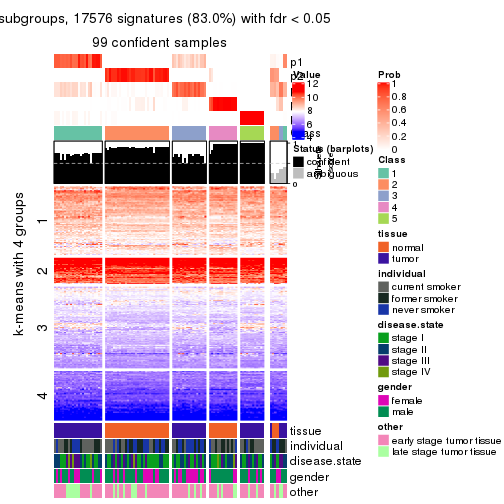 subgroups, 17576 signatures (83.0%) with fdr < 0.05
99 confident samples
p1
p2
Value
12
10
8
6
4
Prob
1
0.8
0.6
0.4
0.2
0
Status (barplots)
confident
ambiguous
0
Class
1
2
3
4
5
k-means with 4 groups
1
2
3
4
tissue
normal
tumor
individual
current smoker
former smoker
never smoker
disease.state
stage I
stage II
stage III
stage IV
gender
female
male
other
early stage tumor tissue
late stage tumor tissue
tissue
individual
disease.state
gender
other